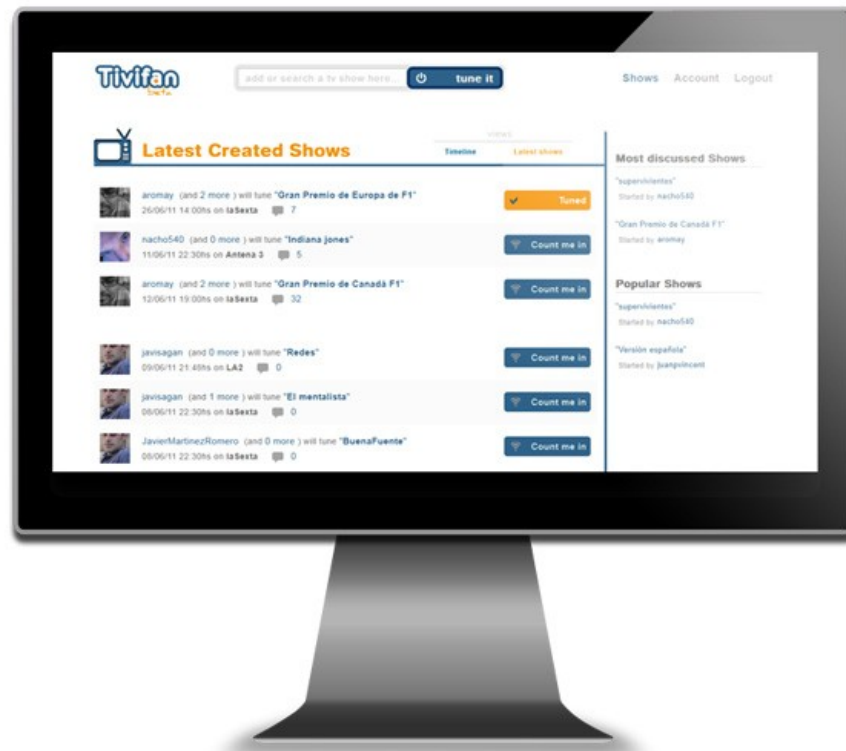 Tivifan
beta
add or search a tv show here...
tune it
Shows Account Logout
Latest Created Shows
views
Timeline Latest shows
aromay (and 2 more ) will tune "Gran Premio de Europa de F1"
26/06/11 14:00hs on laSexta 7
Tuned
nacho540 (and 0 more ) will tune "Indiana jones"
11/06/11 22:30hs on Antena 3 5
Count me in
aromay (and 2 more ) will tune "Gran Premio de Canadá F1"
12/06/11 19:00hs on laSexta 32
Count me in
javisagan (and 0 more ) will tune "Redes"
09/06/11 21:45hs on LA2 0
Count me in
javisagan (and 1 more ) will tune "El mentalista"
08/06/11 22:30hs on laSexta 0
Count me in
JavierMartinezRomero (and 0 more ) will tune "BuenaFuente"
08/06/11 22:30hs on laSexta 0
Count me in
Most discussed Shows
"supervivientes"
Started by nacho540
"Gran Premio de Canadá F1"
Started by aromay
Popular Shows
"supervivientes"
Started by nacho540
"Versión española"
Started by juanpvincent